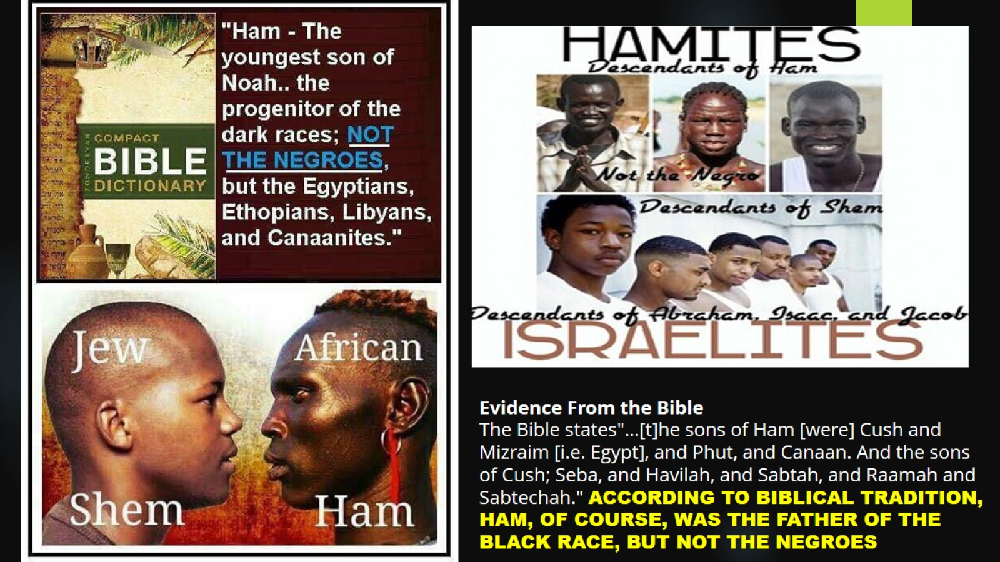 "Ham - The
youngest son of
Noah.. the
progenitor of the
dark races; NOT
THE NEGROES,
but the Egyptians,
Ethopians, Libyans,
and Canaanites."
ZONDERVAN
COMPACT
BIBLE
DICTIONARY
Jew
African
Shem
Ham
HAMITES
Descendants of Ham
Not the Negro
Descendants of Shem
Descendants of Abraham, Isaac, and Jacob
ISRAELITES
Evidence From the Bible
The Bible states"...[t]he sons of Ham [were] Cush and
Mizraim [i.e. Egypt], and Phut, and Canaan. And the sons
of Cush; Seba, and Havilah, and Sabtah, and Raamah and
Sabtechah." ACCORDING TO BIBLICAL TRADITION,
HAM, OF COURSE, WAS THE FATHER OF THE
BLACK RACE, BUT NOT THE NEGROES